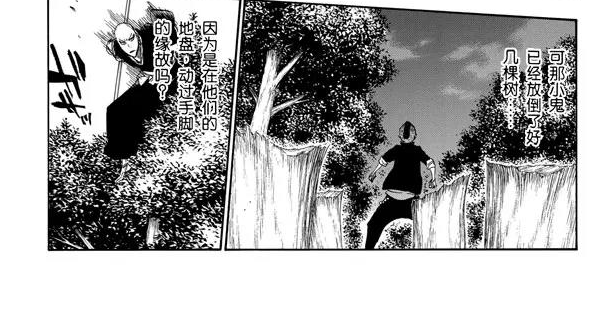 可那小鬼
已经放倒了好
几棵树……
因为是在他们的
地盘 动过手脚
的缘故吗?